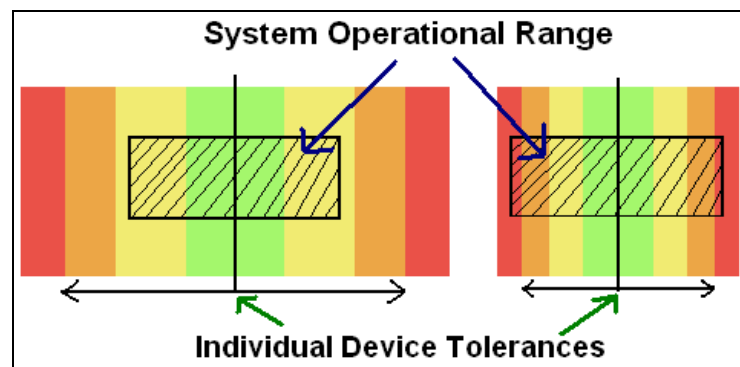 System Operational Range
Individual Device Tolerances